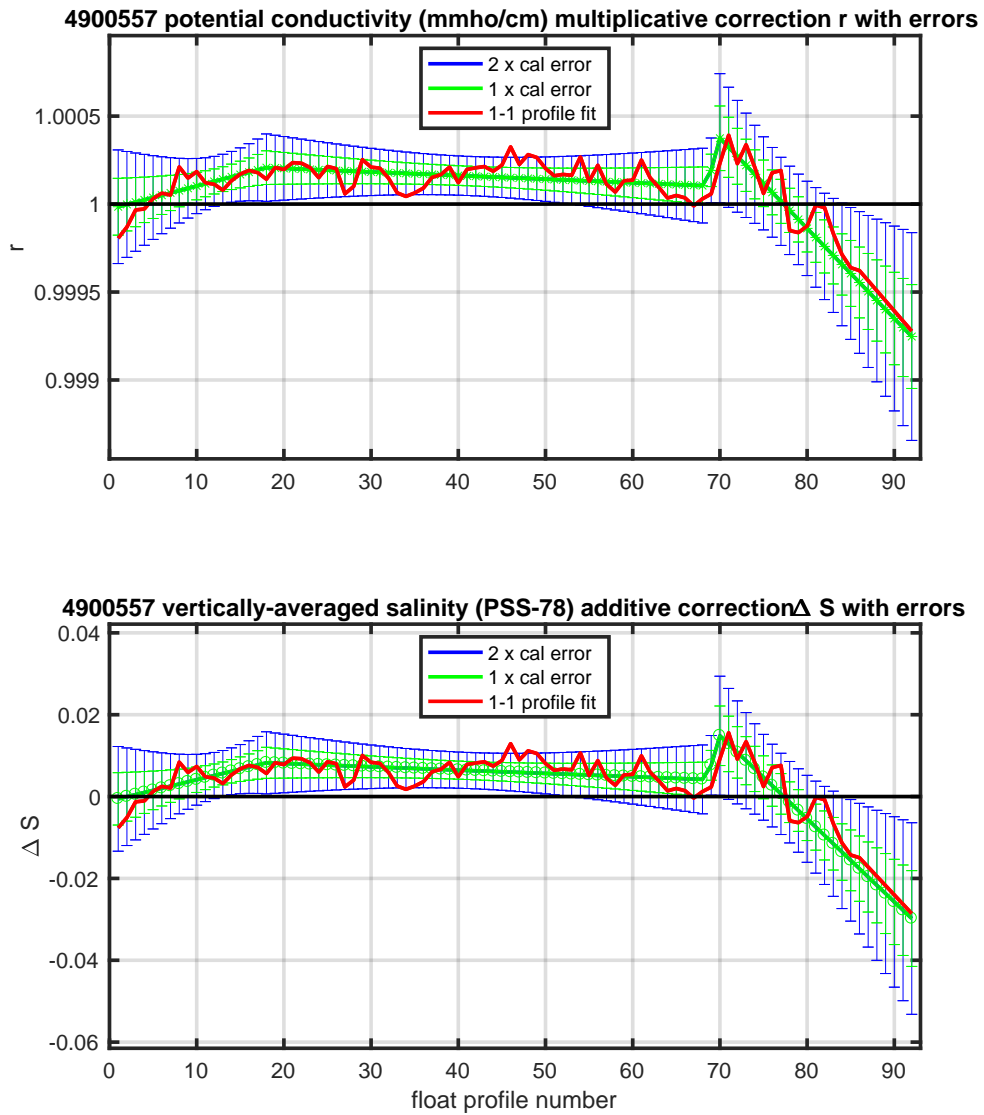 4900557 potential conductivity (mmho/cm) multiplicative correction r with errors
2 x cal error
1 x cal error
1-1 profile fit
1.0005
1
0.9995
0.999
r
0 10 20 30 40 50 60 70 80 90
4900557 vertically-averaged salinity (PSS-78) additive correctionΔ S with errors
2 x cal error
1 x cal error
1-1 profile fit
0.04
0.02
0
-0.02
-0.04
-0.06
Δ S
0 10 20 30 40 50 60 70 80 90
float profile number